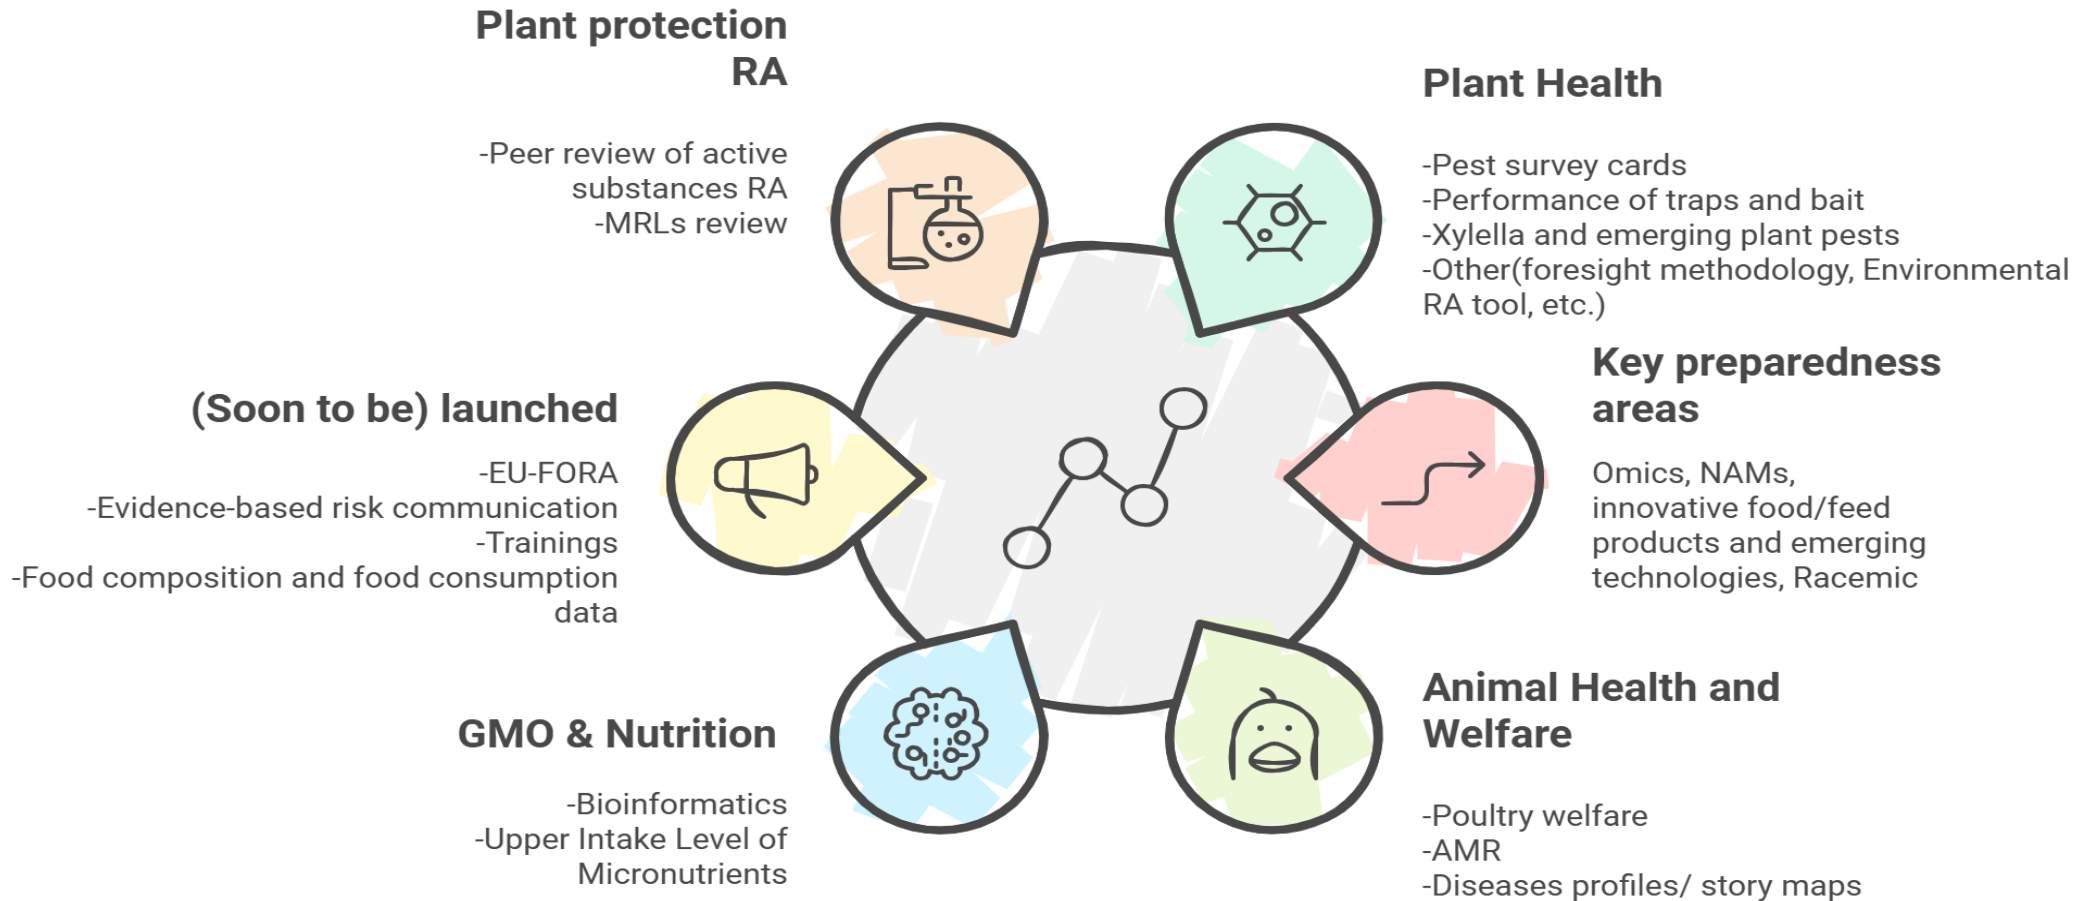 Plant protection
RA
-Peer review of active
substances RA
-MRLs review
Plant Health
-Pest survey cards
-Performance of traps and bait
-Xylella and emerging plant pests
-Other(foresight methodology, Environmental
RA tool, etc.)
(Soon to be) launched
-EU-FORA
-Evidence-based risk communication
-Trainings
-Food composition and food consumption
data
Key preparedness
areas
Omics, NAMs,
innovative food/feed
products and emerging
technologies, Racemic
GMO & Nutrition
-Bioinformatics
-Upper Intake Level of
Micronutrients
Animal Health and
Welfare
-Poultry welfare
-AMR
-Diseases profiles/ story maps